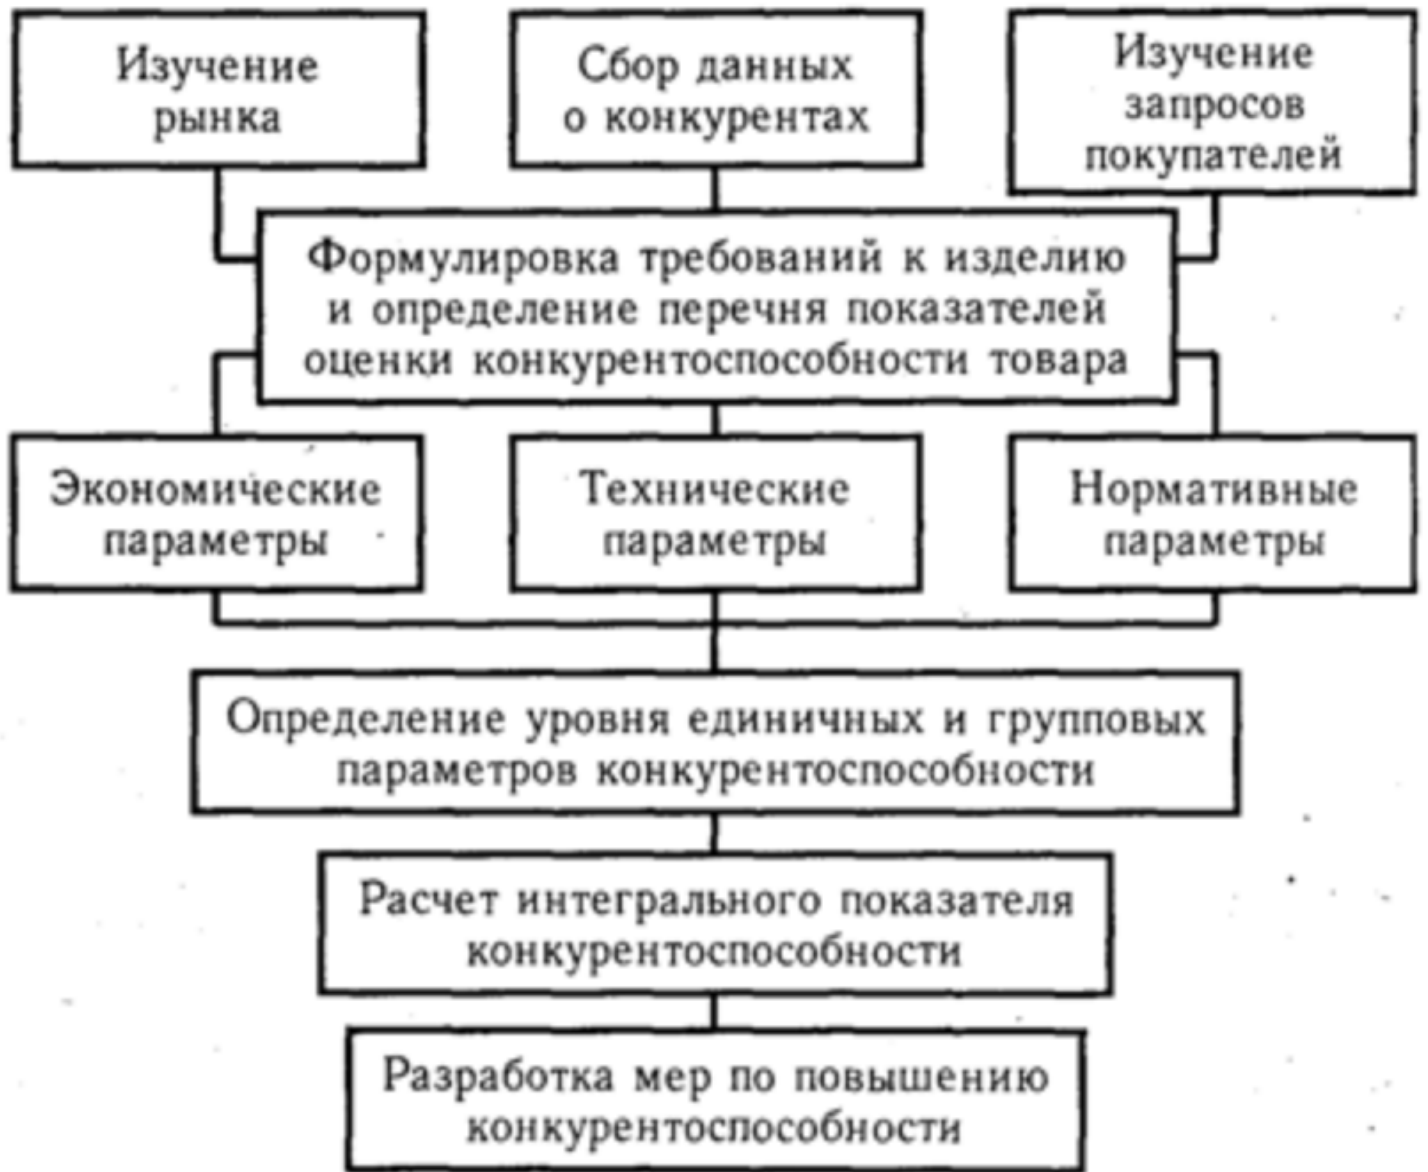 Изучение
рынка
Сбор данных
о конкурентах
Изучение
запросов
покупателей
Формулировка требований к изделию
и определение перечня показателей
оценки конкурентоспособности товара
Экономические
параметры
Технические
параметры
Нормативные
параметры
Определение уровня единичных и групповых
параметров конкурентоспособности
Расчет интегрального показателя
конкурентоспособности
Разработка мер по повышению
конкурентоспособности